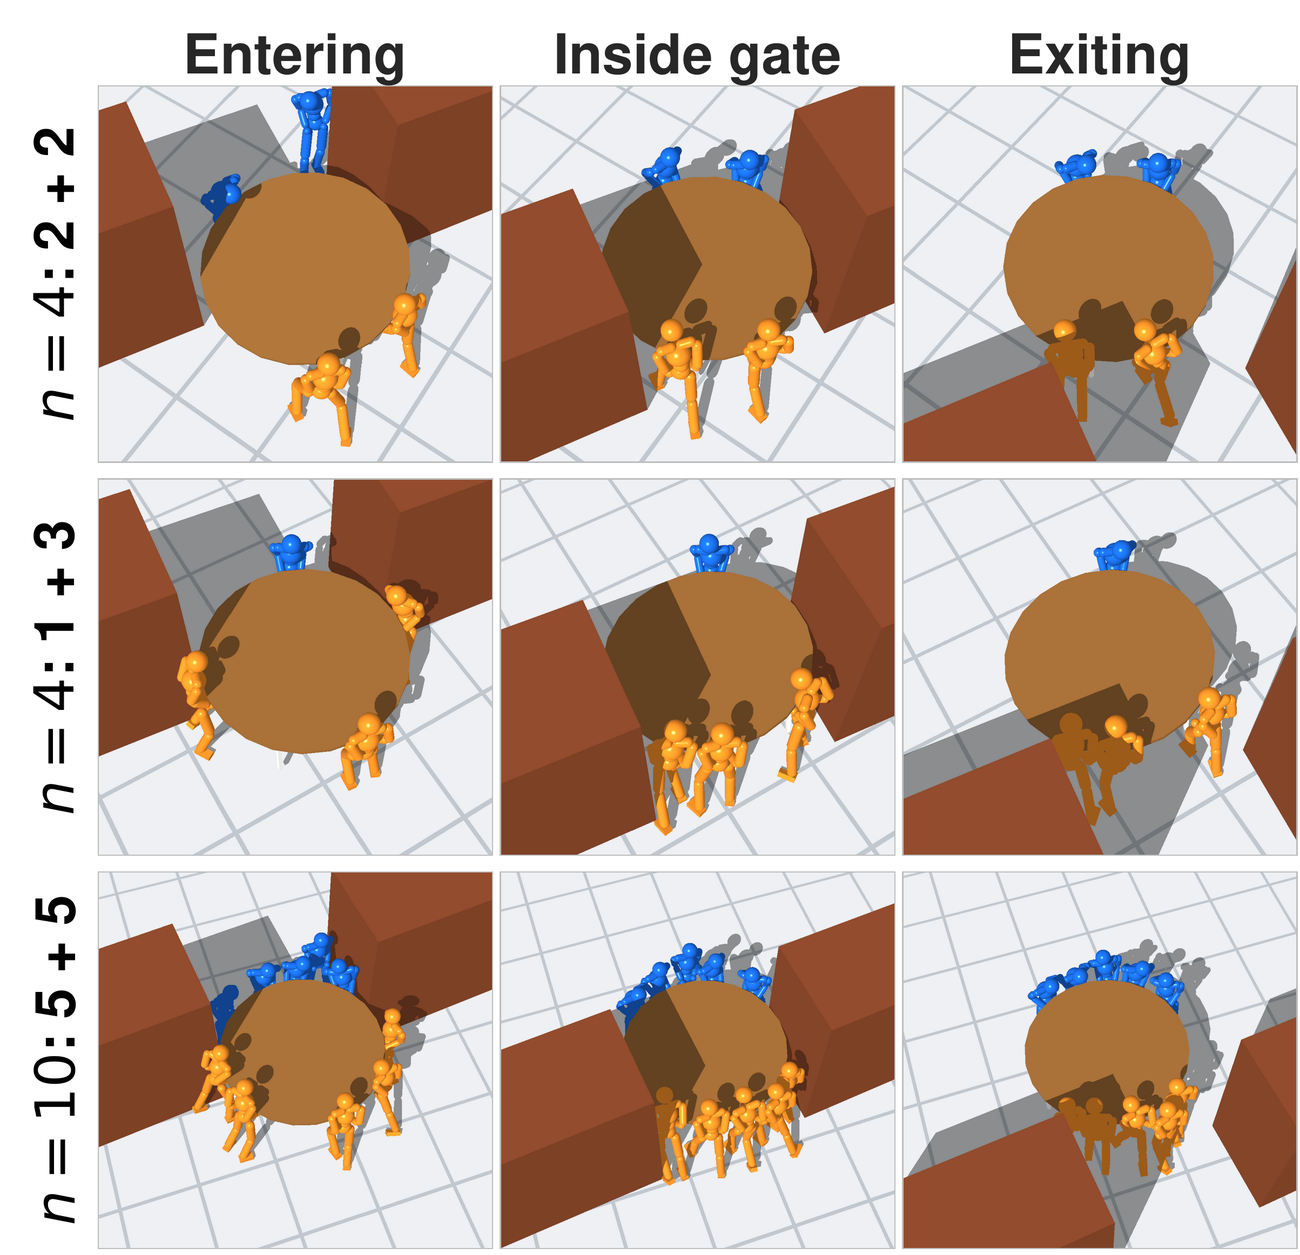 Entering Inside gate Exiting
n = 4: 2 + 2
n = 4: 1 + 3
n = 10: 5 + 5